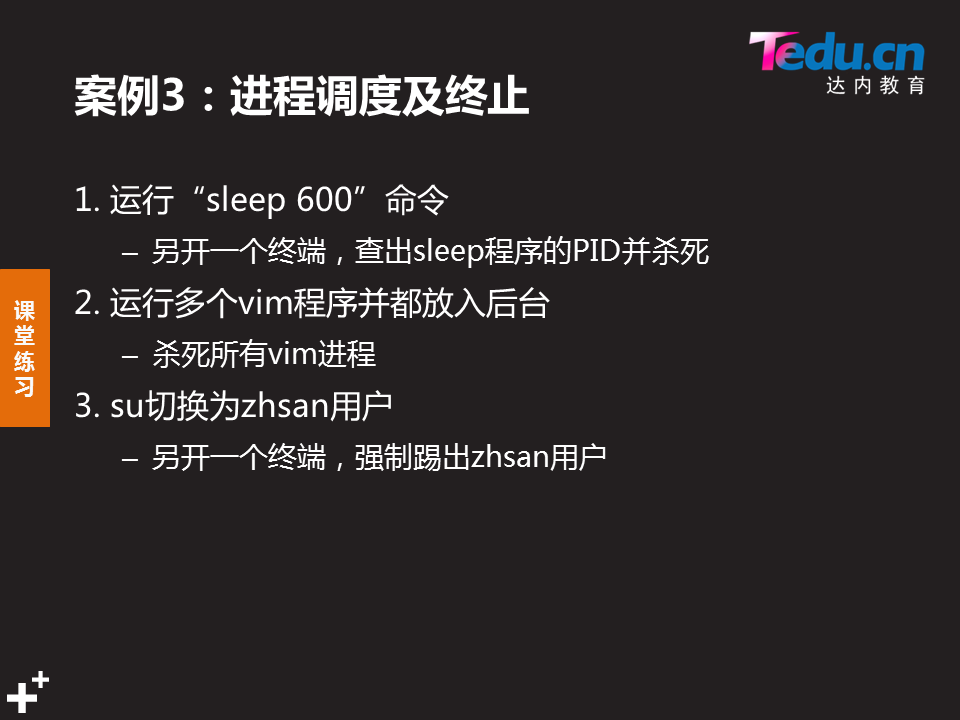 Tedu.cn
达内教育
案例3：进程调度及终止
1. 运行“sleep 600”命令
– 另开一个终端，查出sleep程序的PID并杀死
2. 运行多个vim程序并都放入后台
– 杀死所有vim进程
3. su切换为zhsan用户
– 另开一个终端，强制踢出zhsan用户
课
堂
练
习